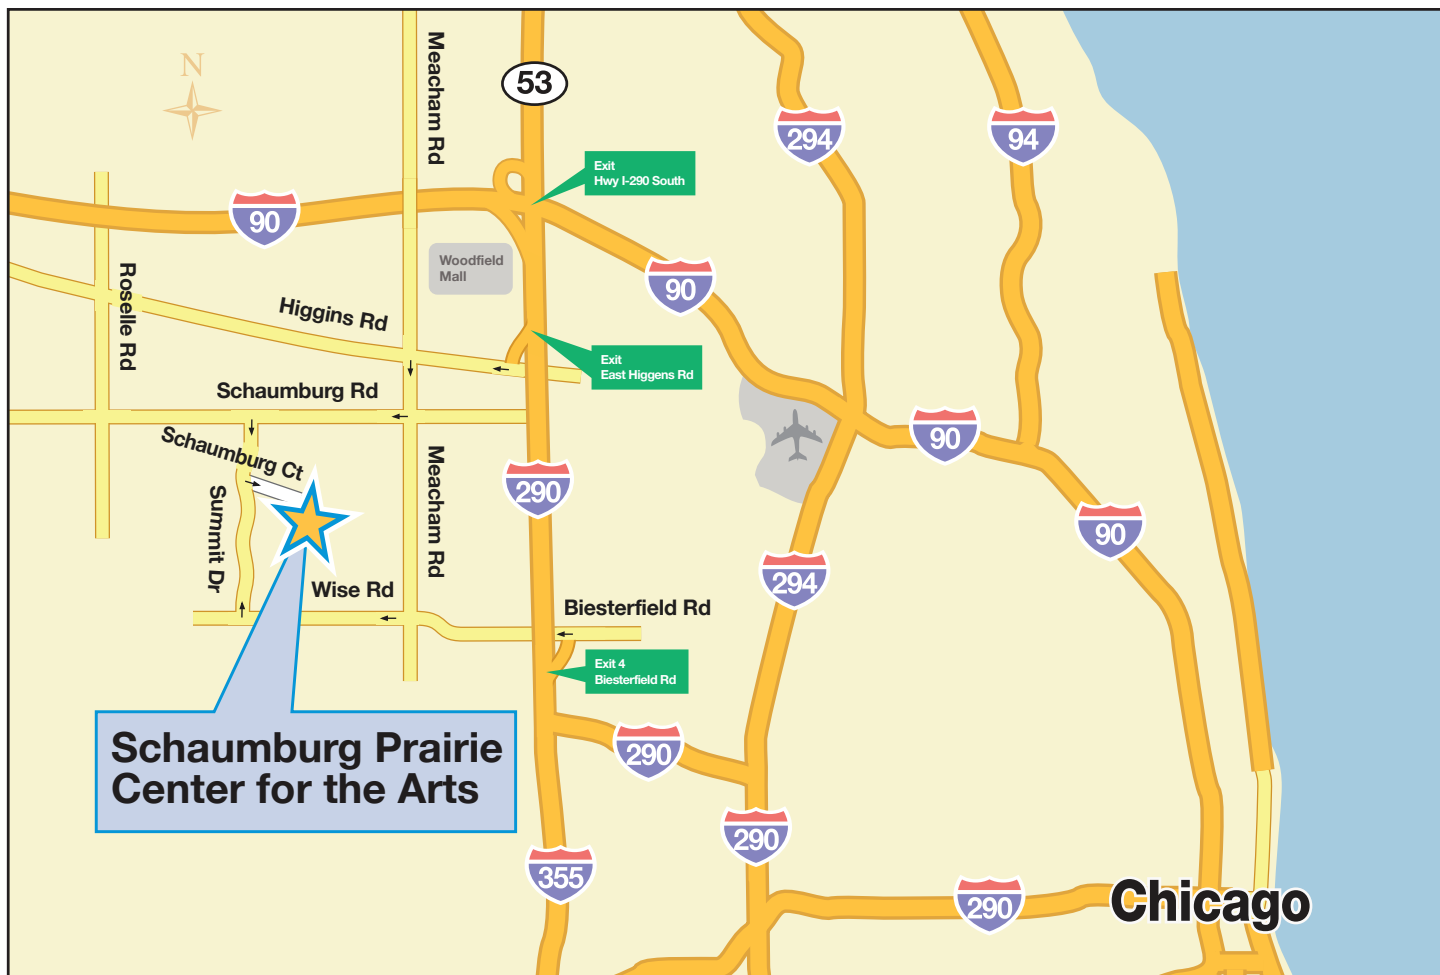 N
Meacham Rd
53
294
94
Exit
Hwy I-290 South
90
Woodfield
Mall
90
Roselle Rd
Higgins Rd
Exit
East Higgens Rd
Schaumburg Rd
Schaumburg Ct
90
Meacham Rd
290
Summit Dr
90
294
Wise Rd
Biesterfield Rd
Exit 4
Biesterfield Rd
Schaumburg Prairie
Center for the Arts
290
290
355
290
Chicago